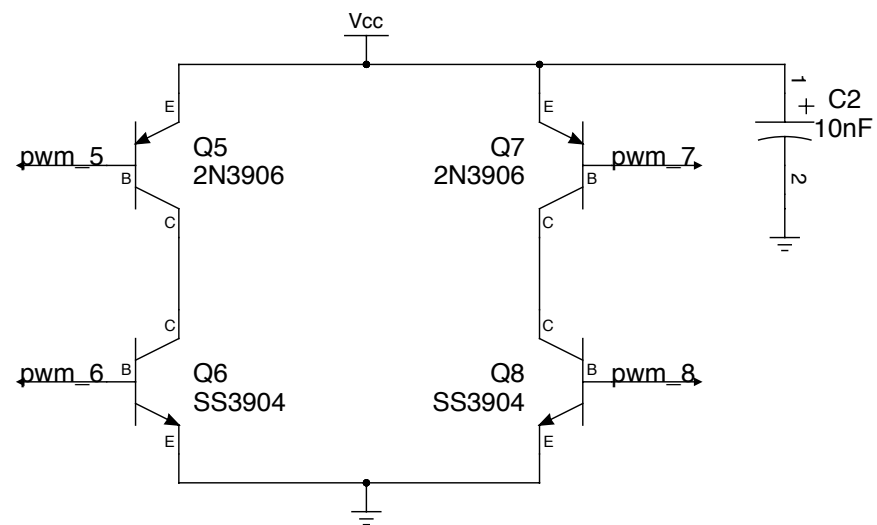 Vcc
E
E
1
+
C2
10nF
pwm_5
B
Q5
2N3906
Q7
2N3906
B
pwm_7
2
C
C
C
C
pwm_6
B
Q6
SS3904
Q8
SS3904
B
pwm_8
E
E